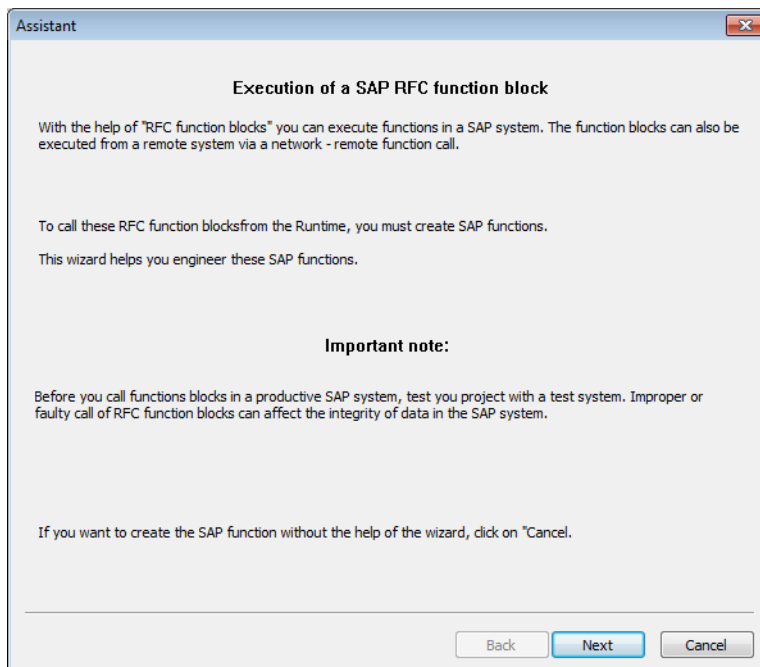 Assistant
Execution of a SAP RFC function block
With the help of "RFC function blocks" you can execute functions in a SAP system. The function blocks can also be
executed from a remote system via a network - remote function call.
To call these RFC function blocksfrom the Runtime, you must create SAP functions.
This wizard helps you engineer these SAP functions.
Important note:
Before you call functions blocks in a productive SAP system, test you project with a test system. Improper or
faulty call of RFC function blocks can affect the integrity of data in the SAP system.
If you want to create the SAP function without the help of the wizard, click on "Cancel.
Back Next Cancel